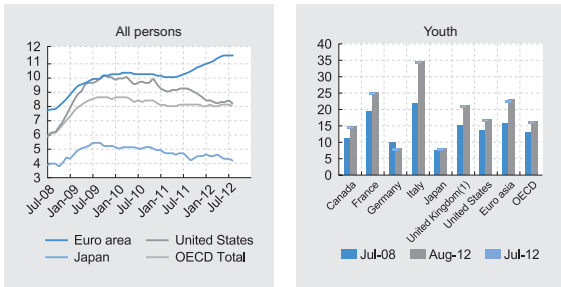 All persons
12
11
10
9
8
7
6
5
4
3
Jul-08
Jan-09
Jul-09
Jan-10
Jul-10
Jan-11
Jul-11
Jan-12
Jul-12
Euro area
United States
Japan
OECD Total
Youth
40
35
30
25
20
15
10
5
0
Canada
France
Germany
Italy
Japan
United Kingdom(1)
United States
Euro asia
OECD
Jul-08
Aug-12
Jul-12